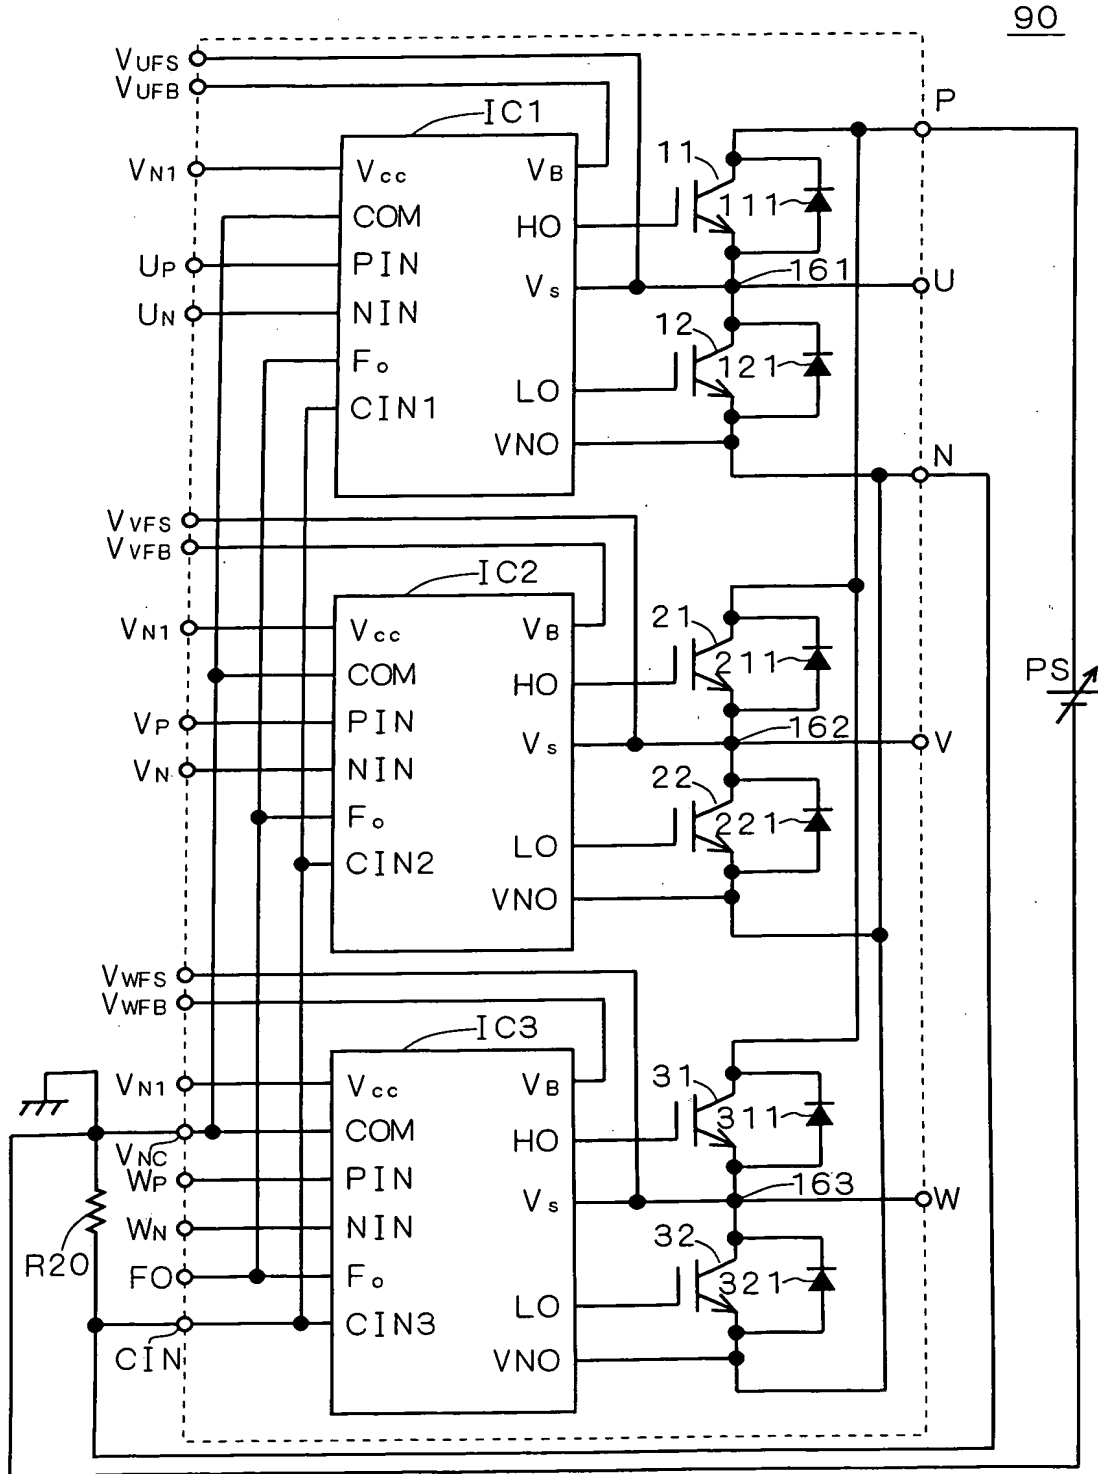 90
VUFS
VUFB
IC1
P
VN1
Vcc
VB
11
COM
HO
111
UP
PIN
161
U
UN
NIN
Vs
12
Fo
LO
121
CIN1
VNO
N
VVFS
VVFB
IC2
VN1
Vcc
VB
21
COM
HO
211
PS
VP
PIN
162
V
VN
NIN
Vs
22
Fo
LO
221
CIN2
VNO
VWFS
VWFB
IC3
VN1
Vcc
VB
31
COM
HO
311
VNC
WP
PIN
163
W
WN
NIN
Vs
32
R20
FO
Fo
LO
321
CIN
CIN3
VNO